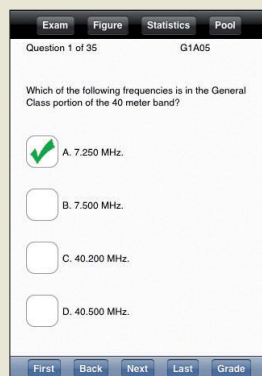 Exam Figure Statistics Pool
Question 1 of 35 G1A05
Which of the following frequencies is in the General
Class portion of the 40 meter band?
A. 7.250 MHz.
B. 7.500 MHz.
C. 40.200 MHz.
D. 40.500 MHz.
First Back Next Last Grade